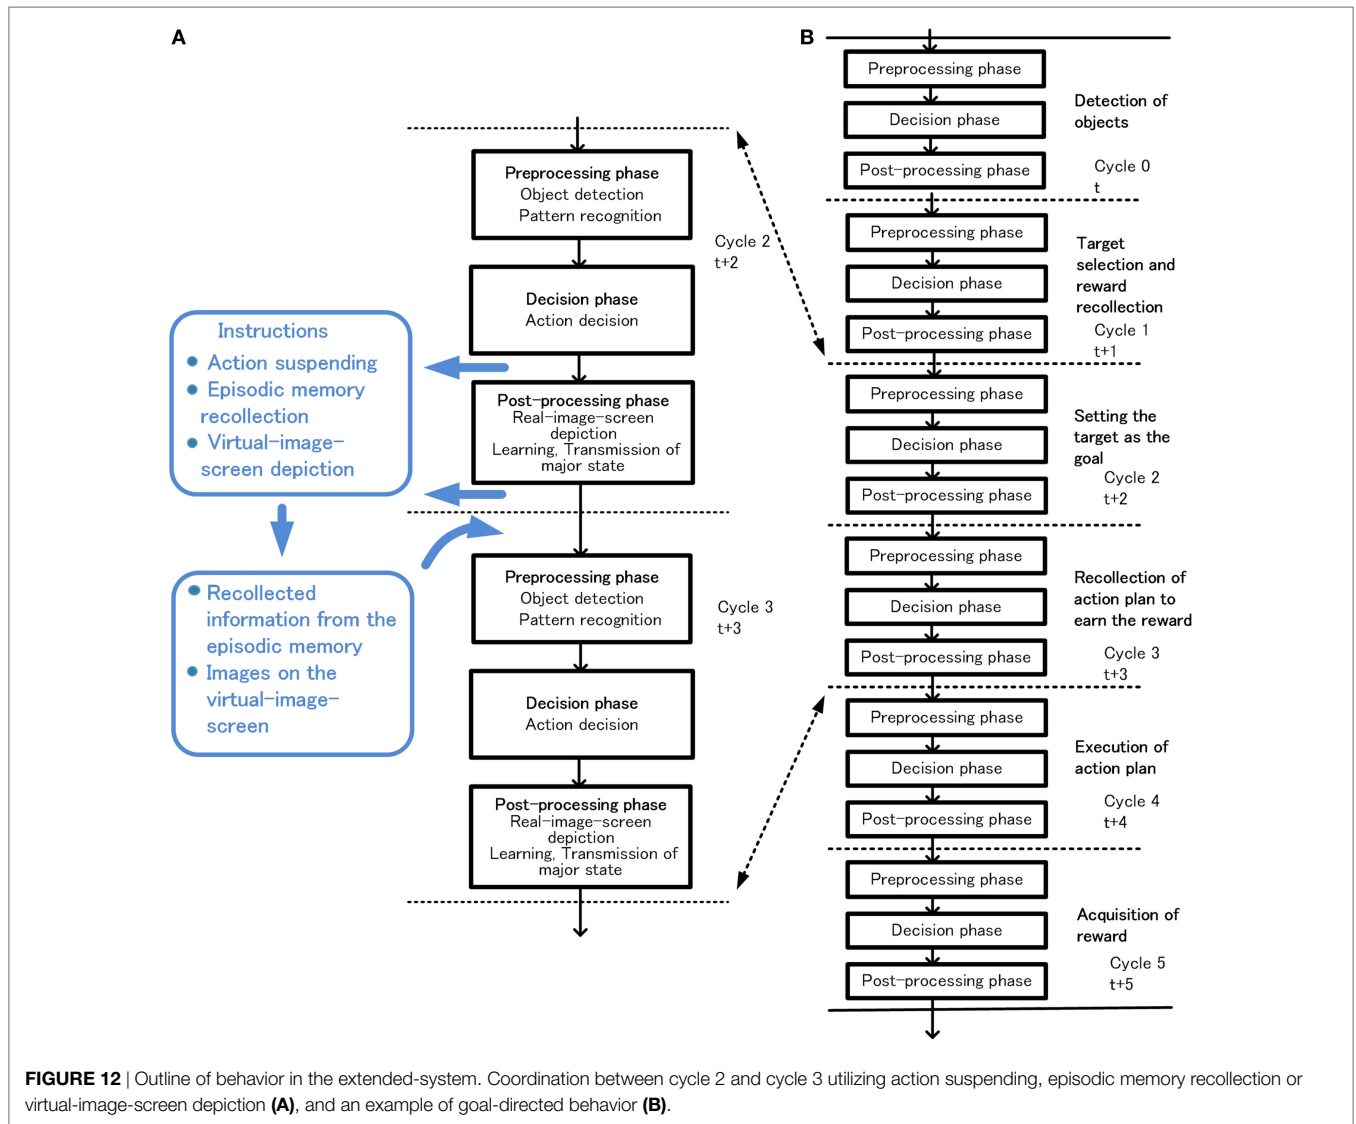 A
Preprocessing phase
Object detection
Pattern recognition
Cycle 2
t+2
Decision phase
Action decision
Post-processing phase
Real-image-screen
depiction
Learning, Transmission of
major state
Instructions
● Action suspending
● Episodic memory
recollection
● Virtual-image-
screen depiction
● Recollected
information from the
episodic memory
● Images on the
virtual-image-
screen
Preprocessing phase
Object detection
Pattern recognition
Cycle 3
t+3
Decision phase
Action decision
Post-processing phase
Real-image-screen
depiction
Learning, Transmission of
major state
B
Preprocessing phase
Decision phase
Post-processing phase
Detection of
objects
Cycle 0
t
Preprocessing phase
Decision phase
Post-processing phase
Target
selection and
reward
recollection
Cycle 1
t+1
Preprocessing phase
Decision phase
Post-processing phase
Setting the
target as the
goal
Cycle 2
t+2
Preprocessing phase
Decision phase
Post-processing phase
Recollection of
action plan to
earn the reward
Cycle 3
t+3
Preprocessing phase
Decision phase
Post-processing phase
Execution of
action plan
Cycle 4
t+4
Preprocessing phase
Decision phase
Post-processing phase
Acquisition of
reward
Cycle 5
t+5
FIGURE 12 | Outline of behavior in the extended-system. Coordination between cycle 2 and cycle 3 utilizing action suspending, episodic memory recollection or
virtual-image-screen depiction (A), and an example of goal-directed behavior (B).